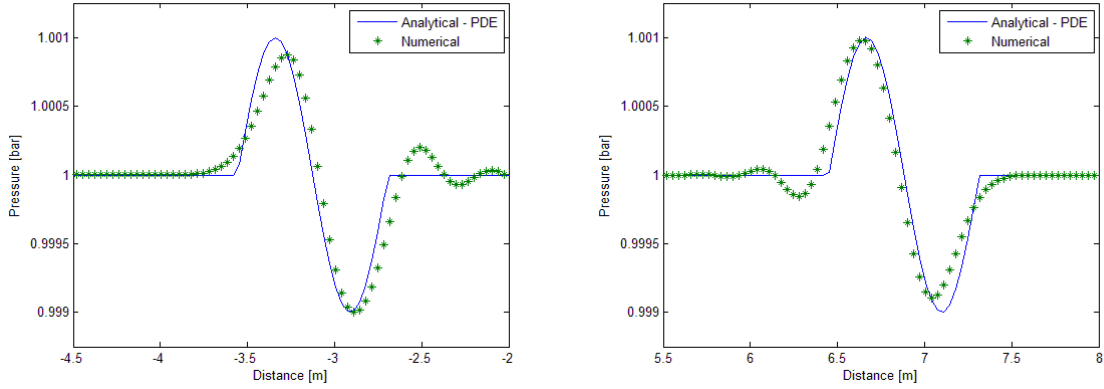 Analytical - PDE
Numerical
1.001
1.0005
1
0.9995
0.999
Pressure [bar]
-4.5 -4 -3.5 -3 -2.5 -2
Distance [m]
Analytical - PDE
Numerical
1.001
1.0005
1
0.9995
0.999
Pressure [bar]
5.5 6 6.5 7 7.5 8
Distance [m]